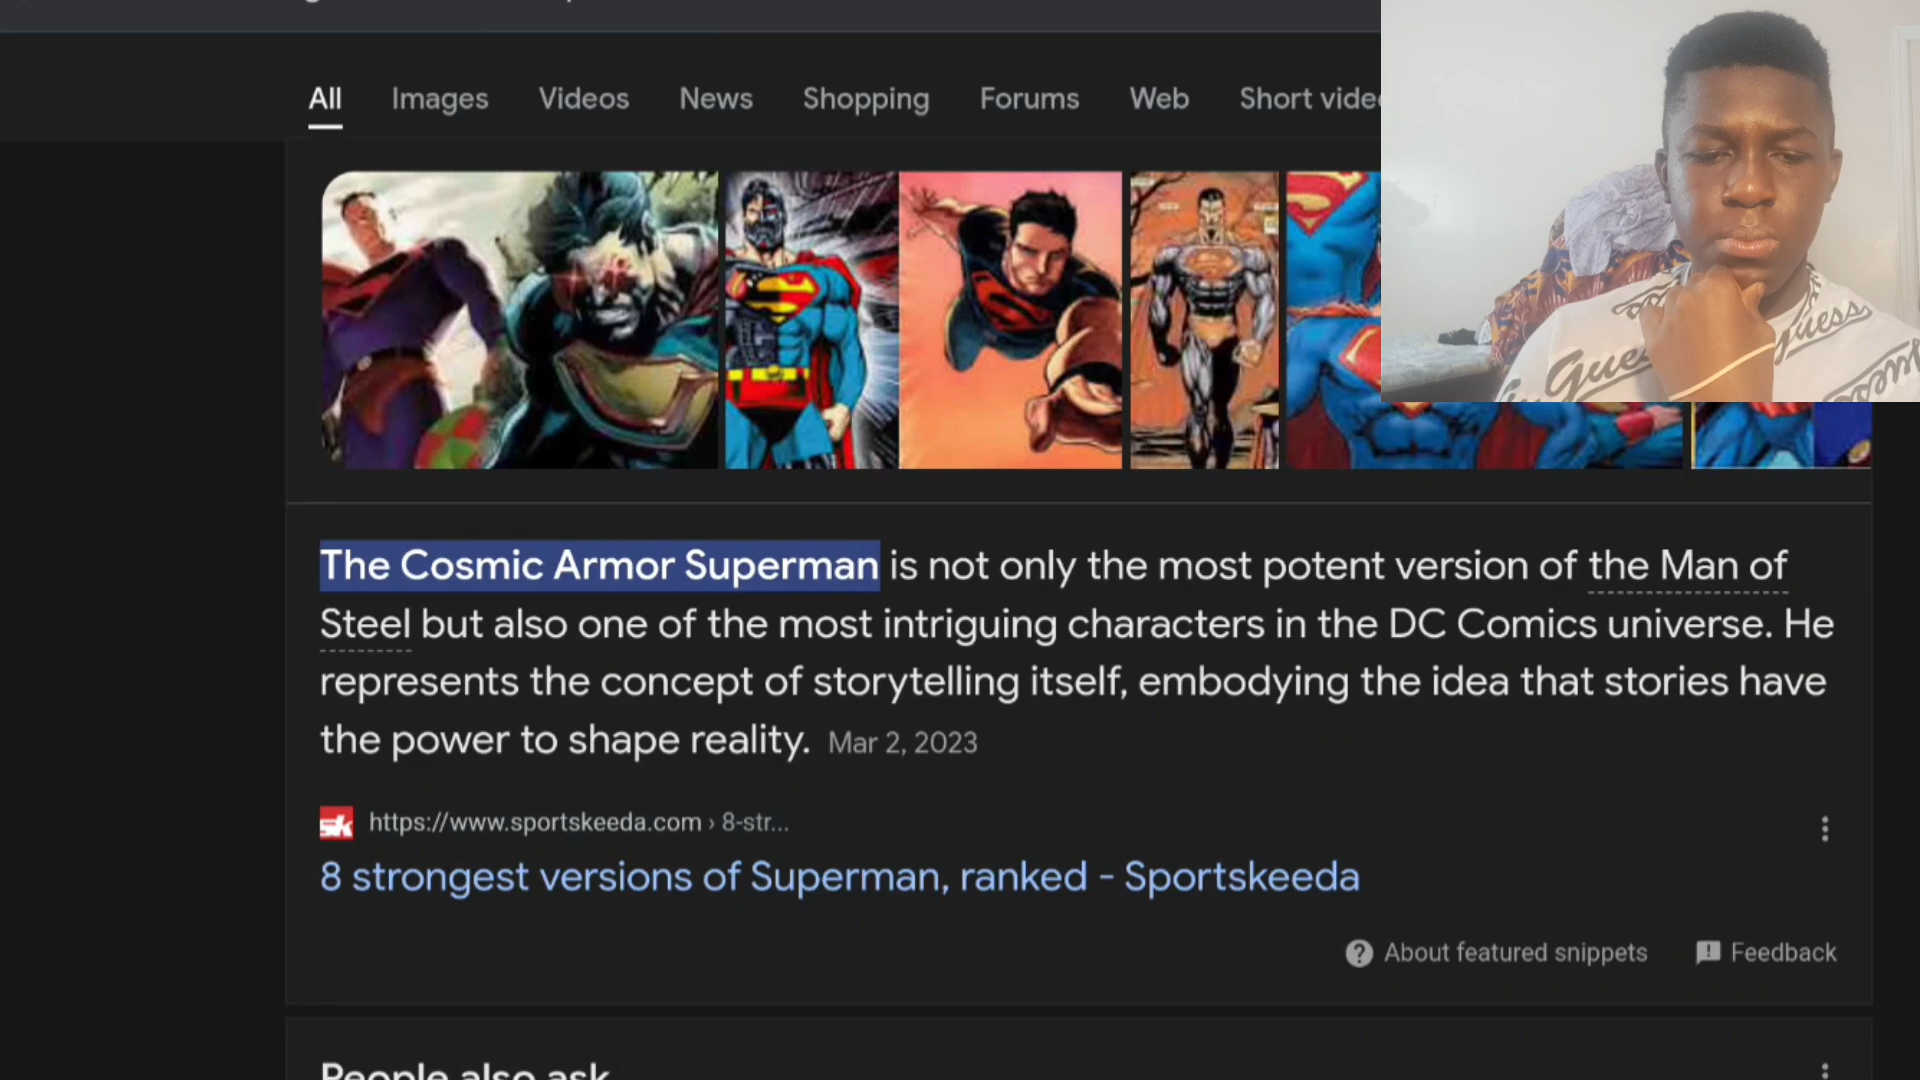 All Images Videos News Shopping Forums Web Short
The Cosmic Armor Superman is not only the most potent version of the Man of
Steel but also one of the most intriguing characters in the DC Comics universe. He
represents the concept of storytelling itself, embodying the idea that stories have
the power to shape reality. Mar 2, 2023
sk https://www.sportskeeda.com › 8-str...
8 strongest versions of Superman, ranked - Sportskeeda
About featured snippets Feedback
People also ask
Guess